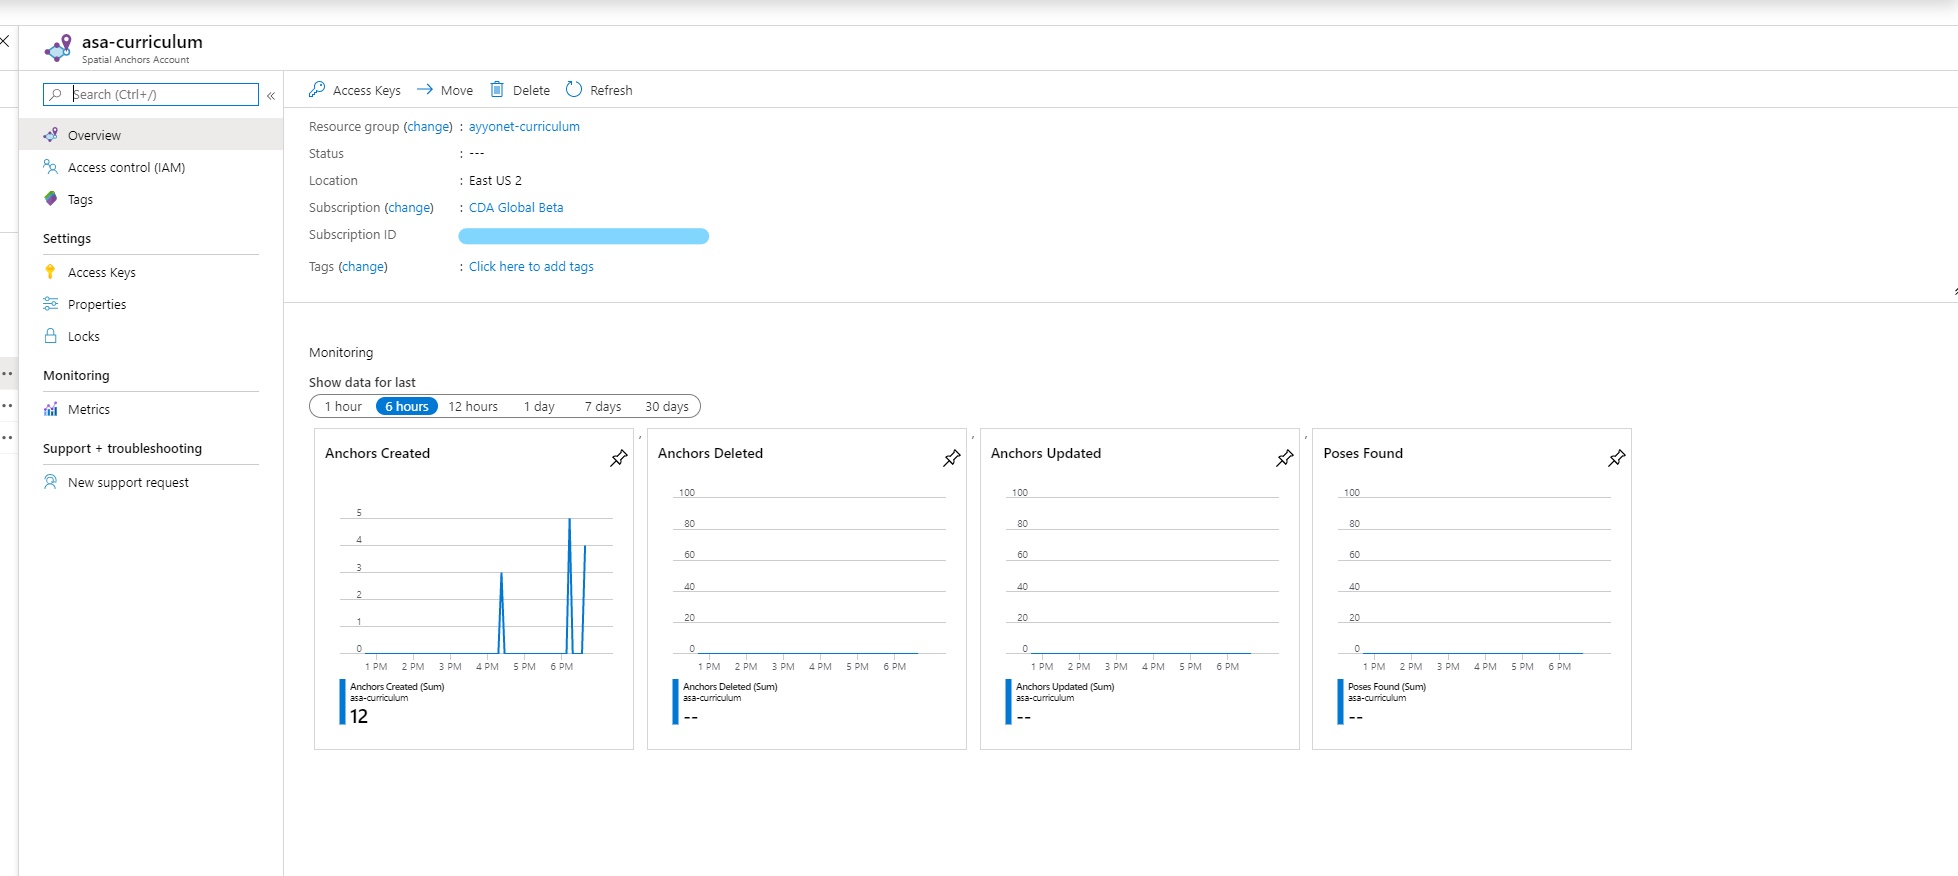 asa-curriculum
Spatial Anchors Account
Search (Ctrl+/)
«
Overview
Access control (IAM)
Tags
Settings
Access Keys
Properties
Locks
Monitoring
Metrics
Support + troubleshooting
New support request
Access Keys Move Delete Refresh
Resource group (change) : ayyonet-curriculum
Status : ---
Location : East US 2
Subscription (change) : CDA Global Beta
Subscription ID
Tags (change) : Click here to add tags
Monitoring
Show data for last
1 hour 6 hours 12 hours 1 day 7 days 30 days
Anchors Created
5
4
3
2
1
0
1 PM 2 PM 3 PM 4 PM 5 PM 6 PM
Anchors Created (Sum)
asa-curriculum
12
Anchors Deleted
100
80
60
40
20
0
1 PM 2 PM 3 PM 4 PM 5 PM 6 PM
Anchors Deleted (Sum)
asa-curriculum
--
Anchors Updated
100
80
60
40
20
0
1 PM 2 PM 3 PM 4 PM 5 PM 6 PM
Anchors Updated (Sum)
asa-curriculum
--
Poses Found
100
80
60
40
20
0
1 PM 2 PM 3 PM 4 PM 5 PM 6 PM
Poses Found (Sum)
asa-curriculum
--